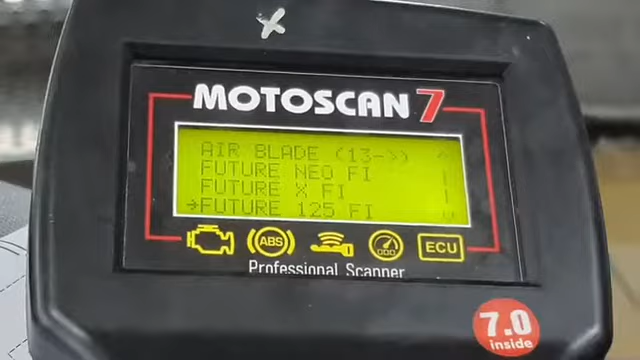 MOTOSCAN 7
AIR BLADE (13->)
FUTURE NEO FI
FUTURE X FI
→FUTURE 125 FI
ABS
ECU
Professional Scanner
7.0
inside